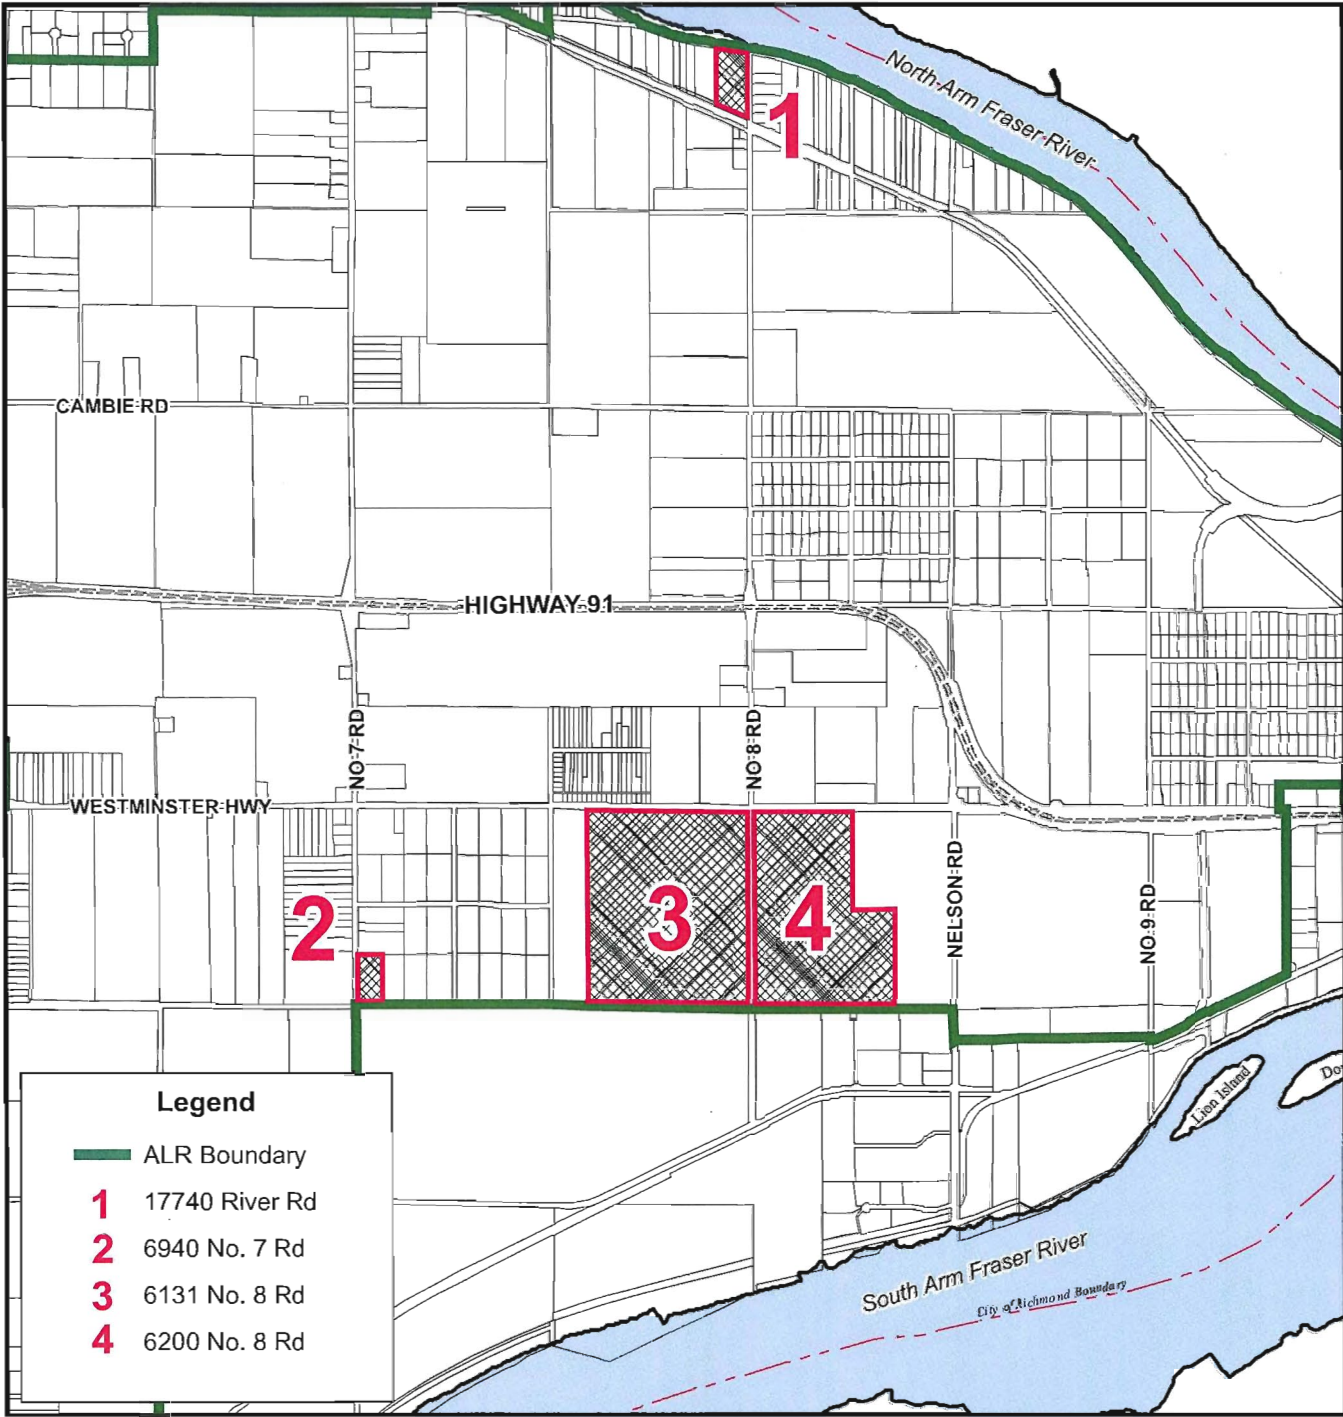 North Arm Fraser River
1
CAMBIE RD
HIGHWAY 91
NO 7 RD
NO 8 RD
WESTMINSTER HWY
2
3
4
NELSON RD
NO 9 RD
Lion Island
South Arm Fraser River
City of Richmond Boundary
Legend
ALR Boundary
1 17740 River Rd
2 6940 No. 7 Rd
3 6131 No. 8 Rd
4 6200 No. 8 Rd